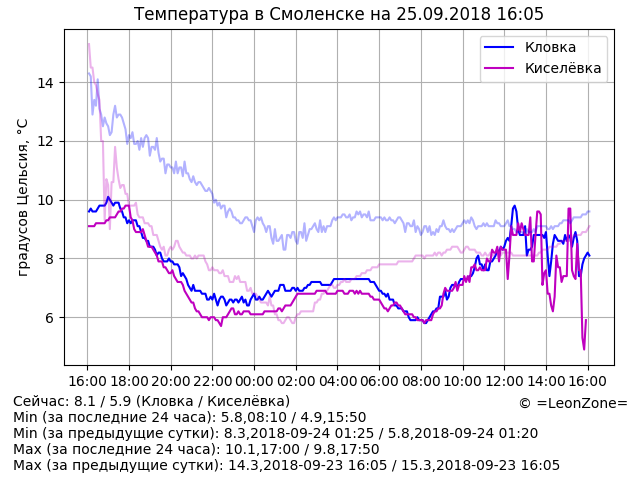 Температура в Смоленске на 25.09.2018 16:05
Кловка
Киселёвка
градусов Цельсия, °C
14
12
10
8
6
16:00 18:00 20:00 22:00 00:00 02:00 04:00 06:00 08:00 10:00 12:00 14:00 16:00
Сейчас: 8.1 / 5.9 (Кловка / Киселёвка)
© =LeonZone=
Min (за последние 24 часа): 5.8,08:10 / 4.9,15:50
Min (за предыдущие сутки): 8.3,2018-09-24 01:25 / 5.8,2018-09-24 01:20
Max (за последние 24 часа): 10.1,17:00 / 9.8,17:50
Max (за предыдущие сутки): 14.3,2018-09-23 16:05 / 15.3,2018-09-23 16:05